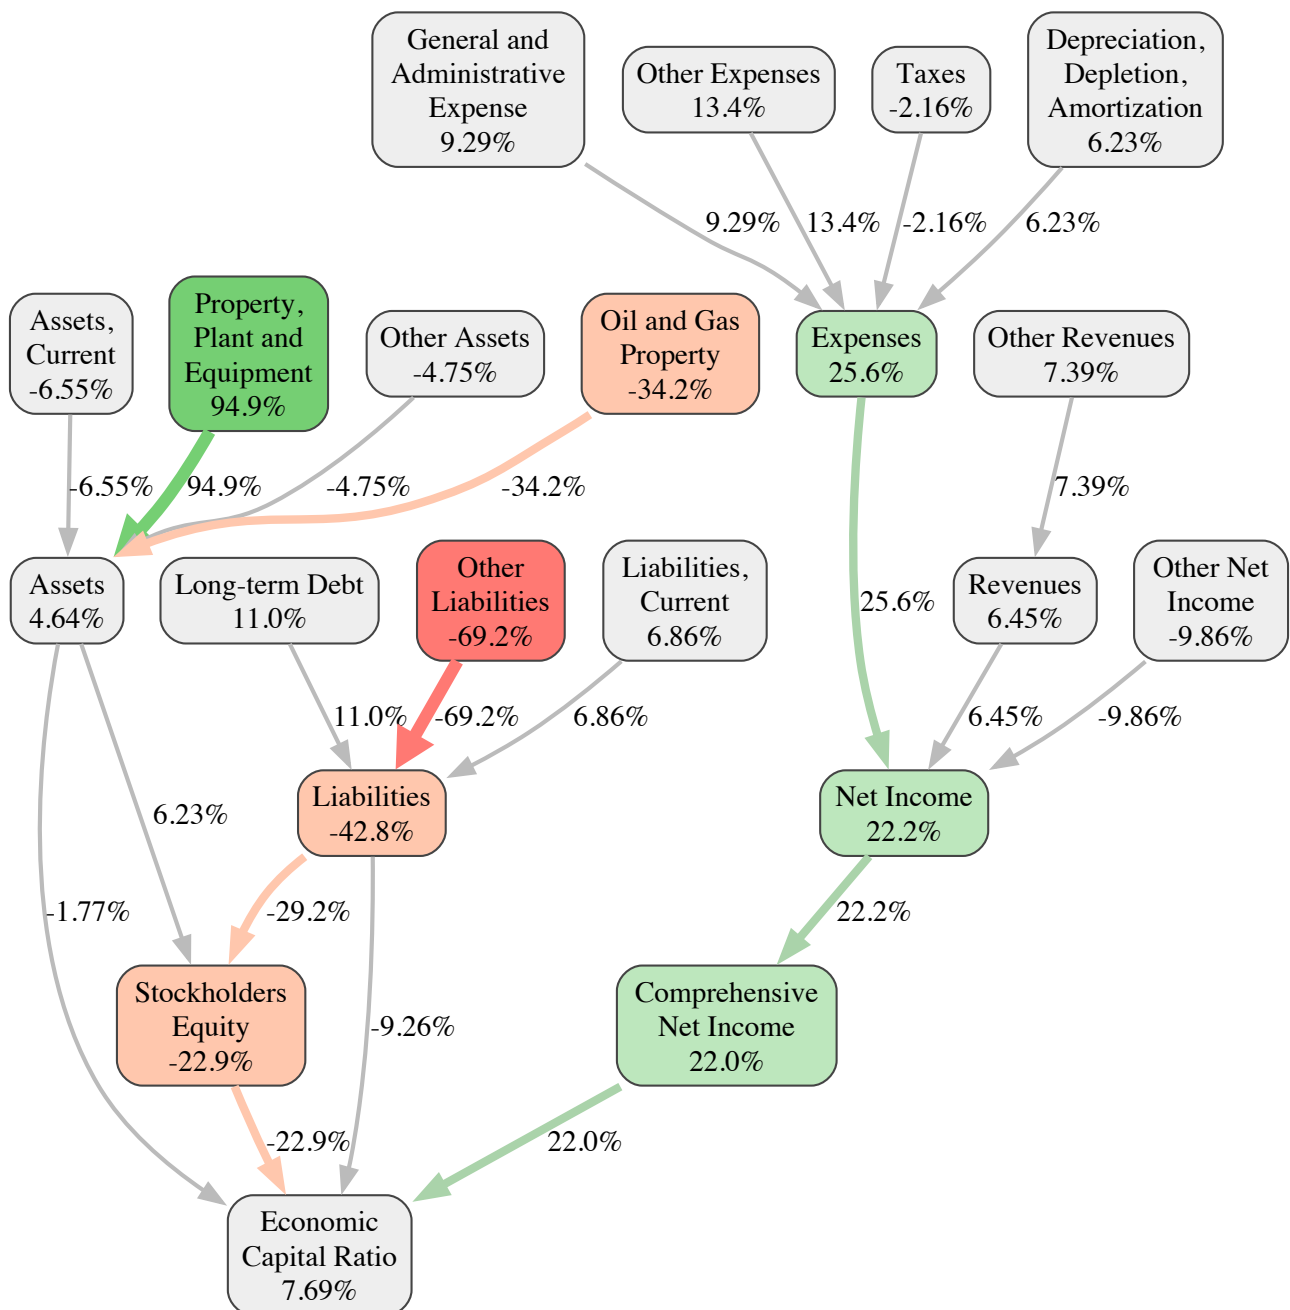 General and
Administrative
Expense
9.29%
Other Expenses
13.4%
Taxes
-2.16%
Depreciation,
Depletion,
Amortization
6.23%
9.29%
13.4%
-2.16%
6.23%
Assets,
Current
-6.55%
Property,
Plant and
Equipment
94.9%
Other Assets
-4.75%
Oil and Gas
Property
-34.2%
Expenses
25.6%
Other Revenues
7.39%
-6.55%
94.9%
-4.75%
-34.2%
7.39%
Assets
4.64%
Long-term Debt
11.0%
Other
Liabilities
-69.2%
Liabilities,
Current
6.86%
25.6%
Revenues
6.45%
Other Net
Income
-9.86%
11.0%
-69.2%
6.86%
6.45%
-9.86%
6.23%
Liabilities
-42.8%
Net Income
22.2%
-1.77%
-29.2%
22.2%
Stockholders
Equity
-22.9%
-9.26%
Comprehensive
Net Income
22.0%
-22.9%
22.0%
Economic
Capital Ratio
7.69%